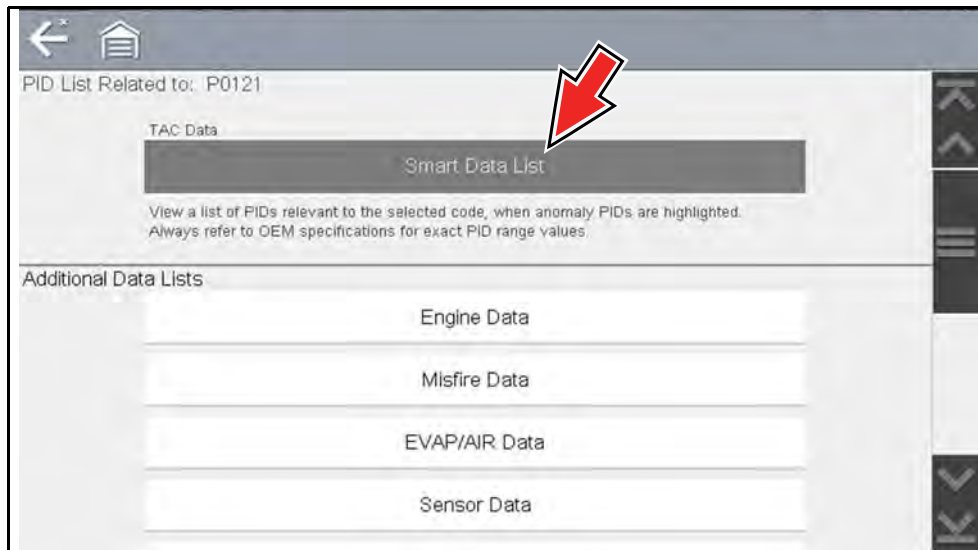 PID List Related to: P0121
TAC Data
Smart Data List
View a list of PIDs relevant to the selected code, when anomaly PIDs are highlighted.
Always refer to OEM specifications for exact PID range values
Additional Data Lists
Engine Data
Misfire Data
EVAP/AIR Data
Sensor Data